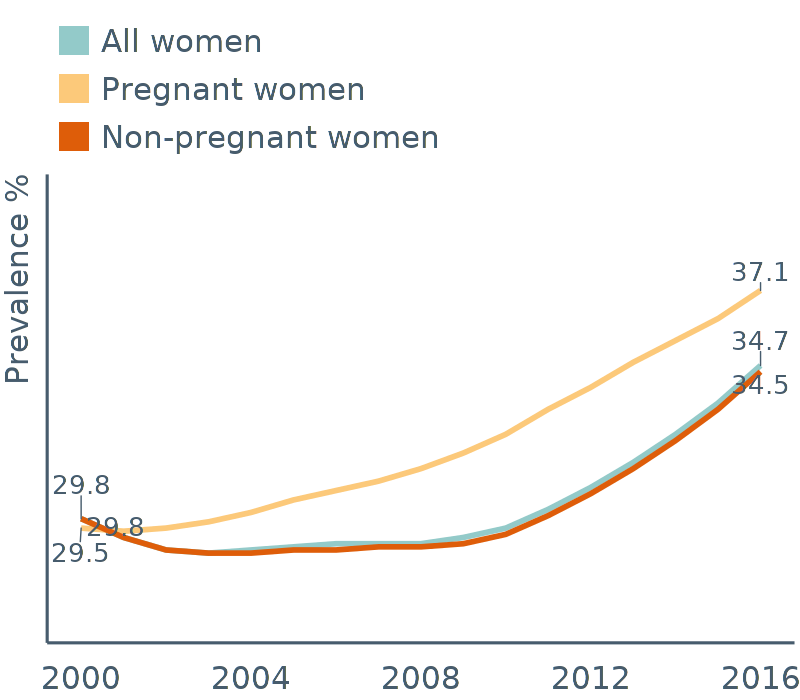 All women
Pregnant women
Non-pregnant women
Prevalence %
37.1
34.7
34.5
29.8
29.8
29.5
2000 2004 2008 2012 2016